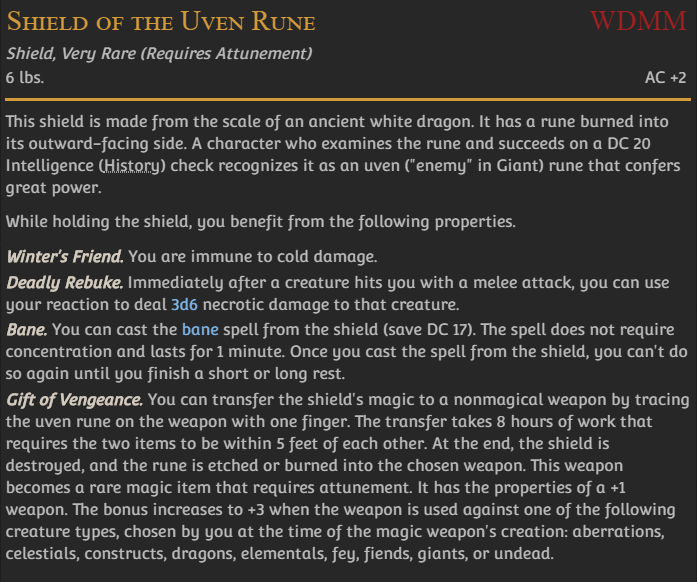 Shield of the Uven Rune WDMM
Shield, Very Rare (Requires Attunement)
6 lbs. AC +2
This shield is made from the scale of an ancient white dragon. It has a rune burned into
its outward-facing side. A character who examines the rune and succeeds on a DC 20
Intelligence (History) check recognizes it as an uven ("enemy" in Giant) rune that confers
great power.
While holding the shield, you benefit from the following properties.
Winter's Friend. You are immune to cold damage.
Deadly Rebuke. Immediately after a creature hits you with a melee attack, you can use
your reaction to deal 3d6 necrotic damage to that creature.
Bane. You can cast the bane spell from the shield (save DC 17). The spell does not require
concentration and lasts for 1 minute. Once you cast the spell from the shield, you can't do
so again until you finish a short or long rest.
Gift of Vengeance. You can transfer the shield's magic to a nonmagical weapon by tracing
the uven rune on the weapon with one finger. The transfer takes 8 hours of work that
requires the two items to be within 5 feet of each other. At the end, the shield is
destroyed, and the rune is etched or burned into the chosen weapon. This weapon
becomes a rare magic item that requires attunement. It has the properties of a +1
weapon. The bonus increases to +3 when the weapon is used against one of the following
creature types, chosen by you at the time of the magic weapon's creation: aberrations,
celestials, constructs, dragons, elementals, fey, fiends, giants, or undead.